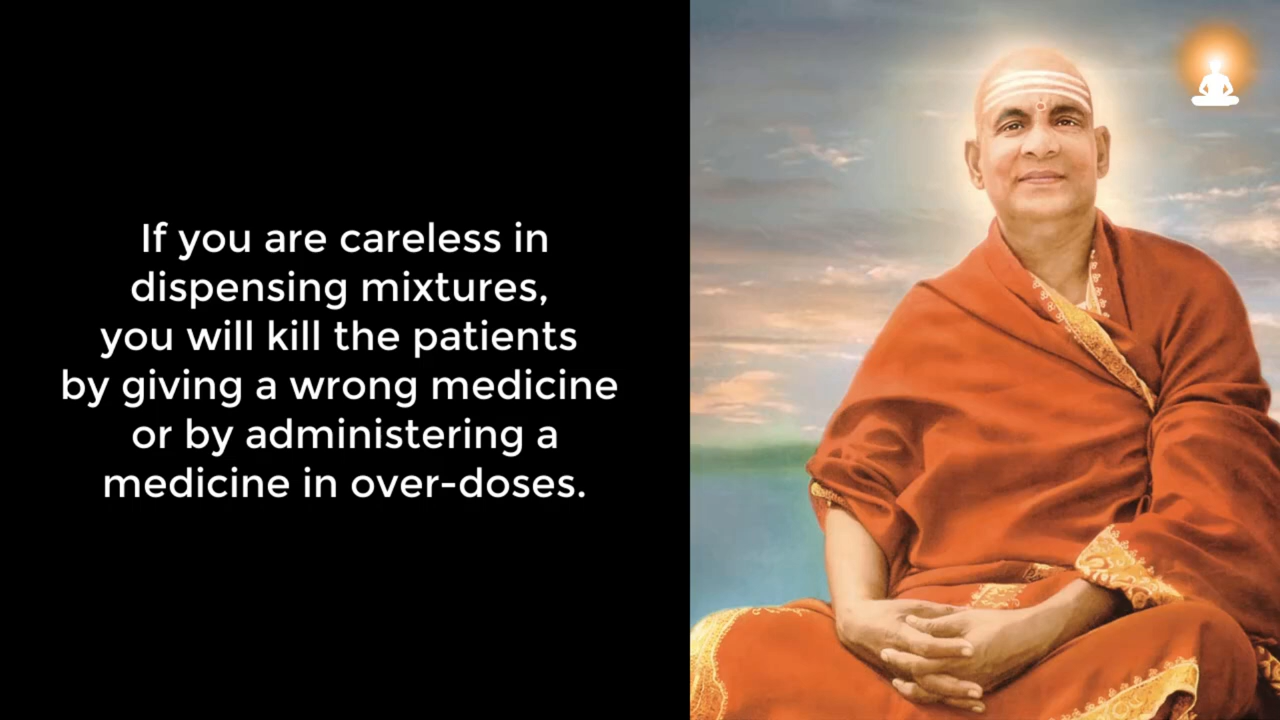 If you are careless in
dispensing mixtures,
you will kill the patients
by giving a wrong medicine
or by administering a
medicine in over-doses.